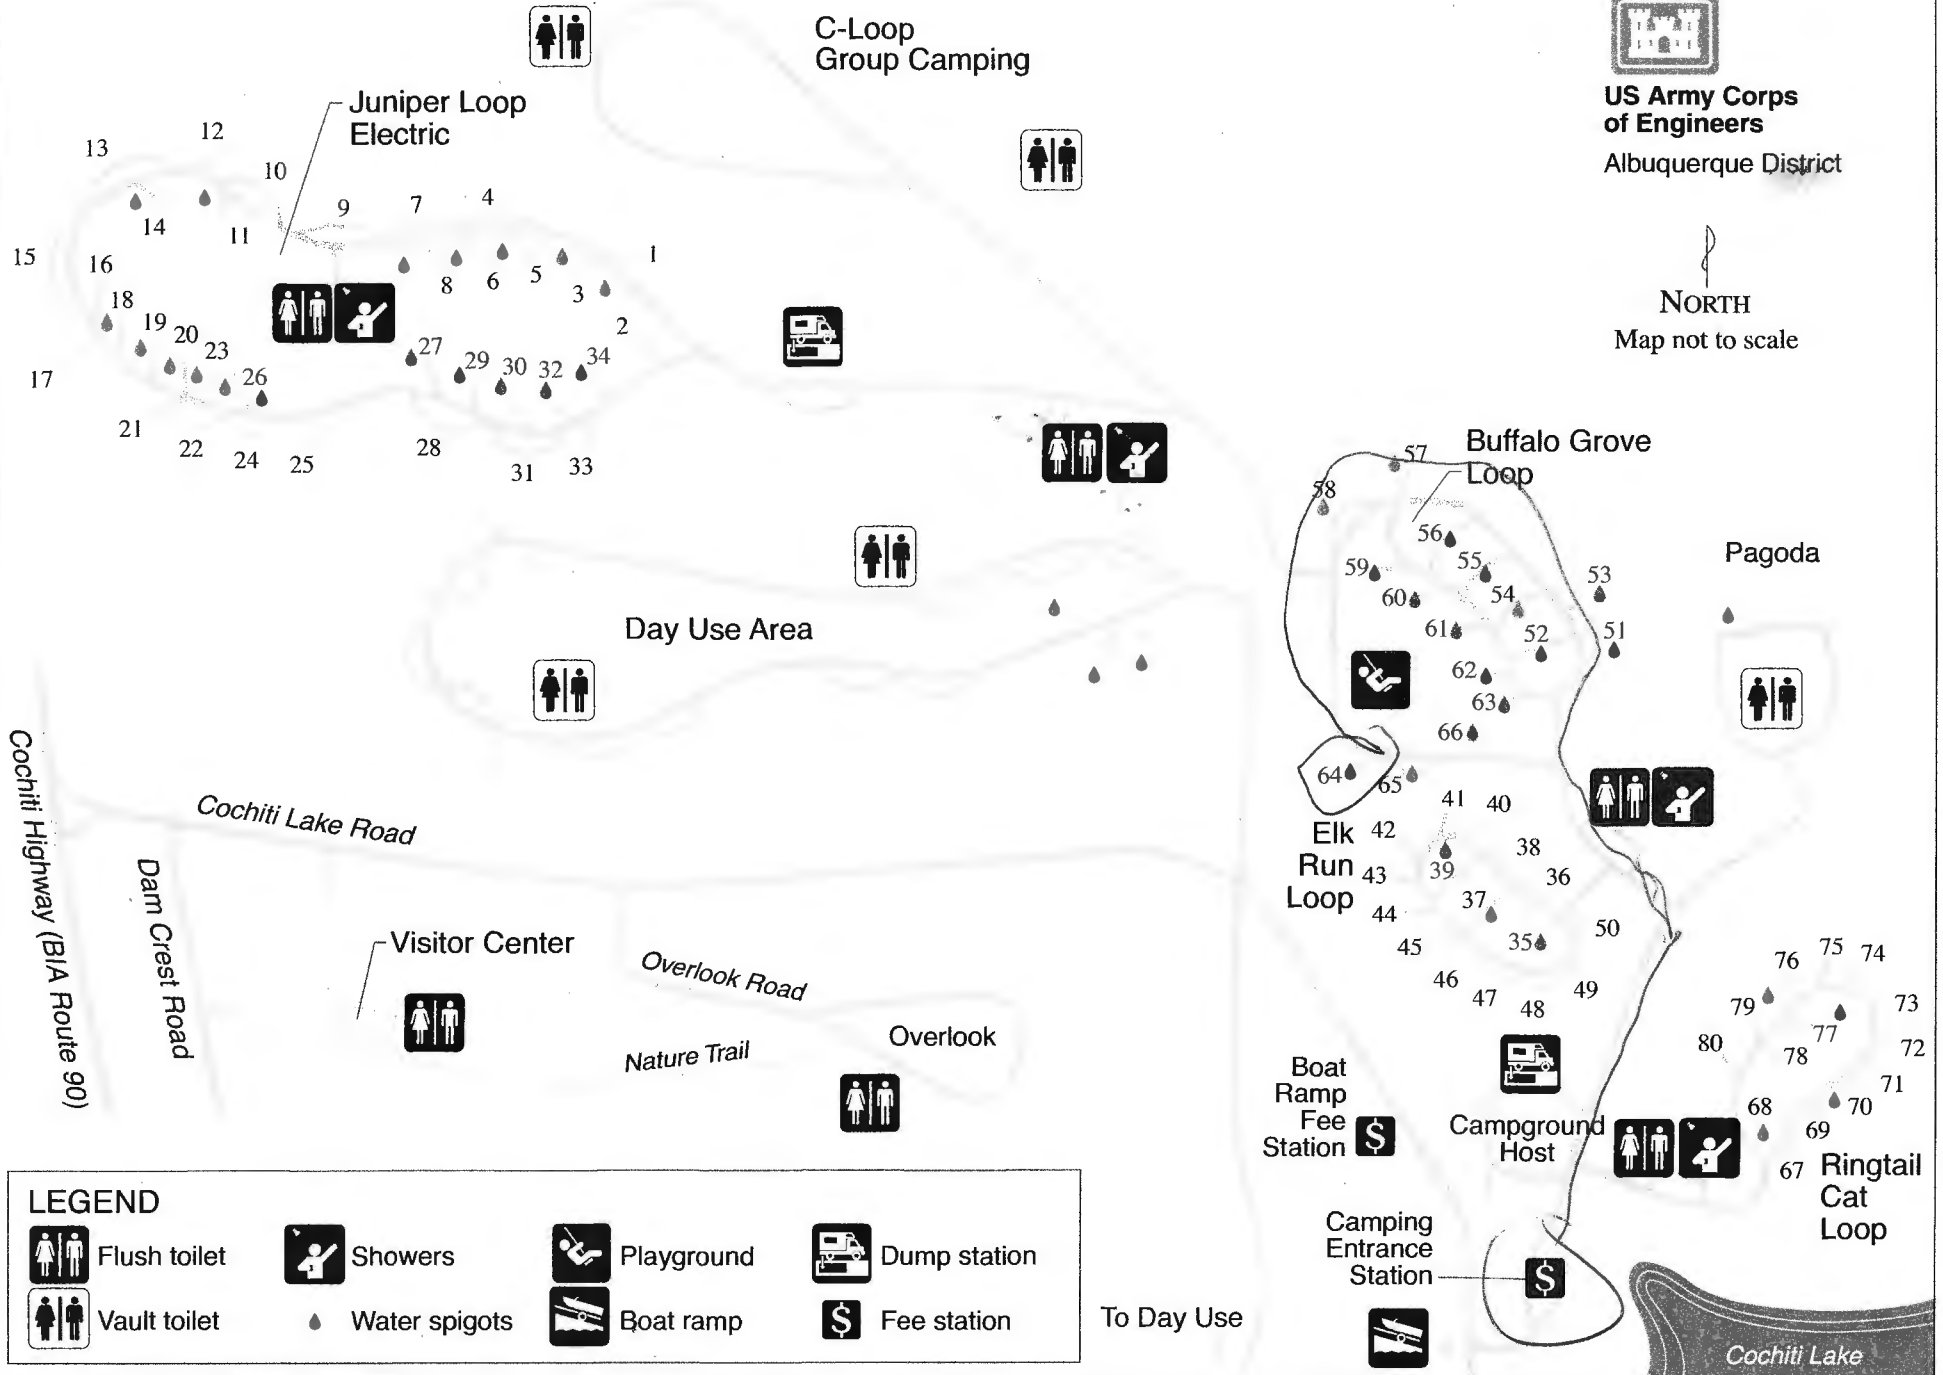 C-Loop
Group Camping
US Army Corps
of Engineers
Albuquerque District
NORTH
Map not to scale
Juniper Loop
Electric
13
12
10
9
7
4
1
14
11
15
16
8
6
5
3
18
2
19
20
23
27
29
30
32
34
17
26
21
22
24
25
28
31
33
Buffalo Grove
Loop
57
58
56
55
59
54
53
60
61
52
51
62
63
66
64
65
Pagoda
Day Use Area
Elk
Run
Loop
41
40
42
38
39
43
36
37
44
50
35
45
46
47
48
49
Cochiti Highway (BIA Route 90)
Dam Crest Road
Cochiti Lake Road
Visitor Center
Overlook Road
Nature Trail
Overlook
76
75
74
79
73
77
80
78
72
71
68
70
69
67
Ringtail
Cat
Loop
Boat
Ramp
Fee
Station
$
Campground
Host
Camping
Entrance
Station
$
To Day Use
Cochiti Lake
LEGEND
Flush toilet
Showers
Playground
Dump station
Vault toilet
Water spigots
Boat ramp
$
Fee station